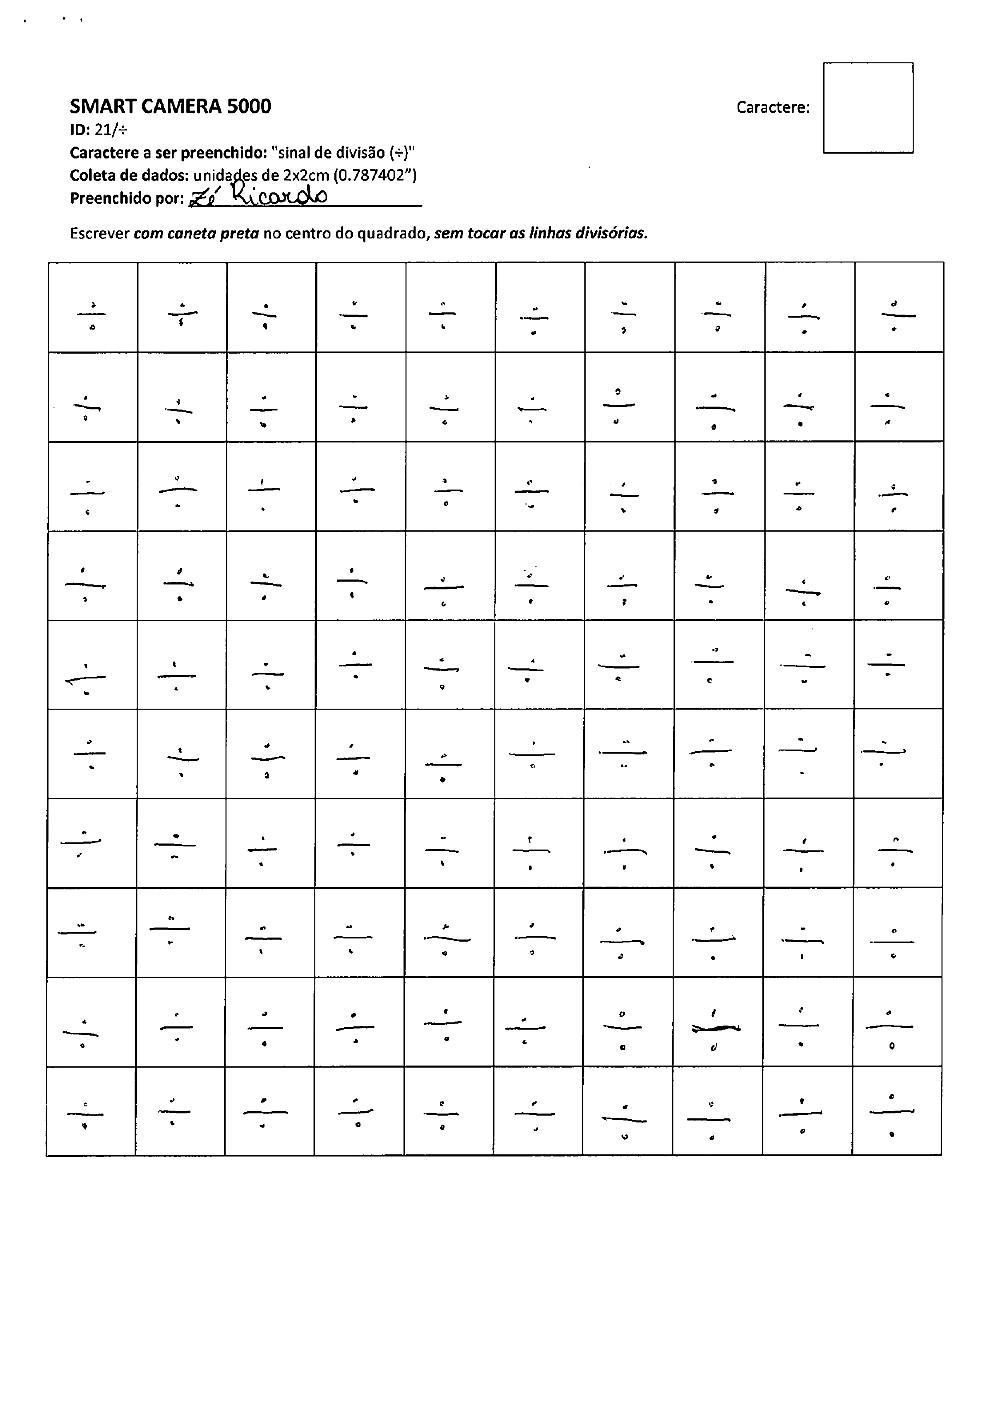 SMART CAMERA 5000
Caractere:
ID: 21/÷
Caractere a ser preenchido: "sinal de divisão (÷)"
Coleta de dados: unidades de 2x2cm (0.787402")
Preenchido por: Zé Ricardo
Escrever com caneta preta no centro do quadrado, sem tocar as linhas divisórias.
÷ ÷ ÷ ÷ ÷ ÷ ÷ ÷ ÷ ÷
÷ ÷ ÷ ÷ ÷ ÷ ÷ ÷ ÷ ÷
÷ ÷ ÷ ÷ ÷ ÷ ÷ ÷ ÷ ÷
÷ ÷ ÷ ÷ ÷ ÷ ÷ ÷ ÷ ÷
÷ ÷ ÷ ÷ ÷ ÷ ÷ ÷ ÷ ÷
÷ ÷ ÷ ÷ ÷ ÷ ÷ ÷ ÷ ÷
÷ ÷ ÷ ÷ ÷ ÷ ÷ ÷ ÷ ÷
÷ ÷ ÷ ÷ ÷ ÷ ÷ ÷ ÷ ÷
÷ ÷ ÷ ÷ ÷ ÷ ÷ ÷ ÷ ÷
÷ ÷ ÷ ÷ ÷ ÷ ÷ ÷ ÷ ÷